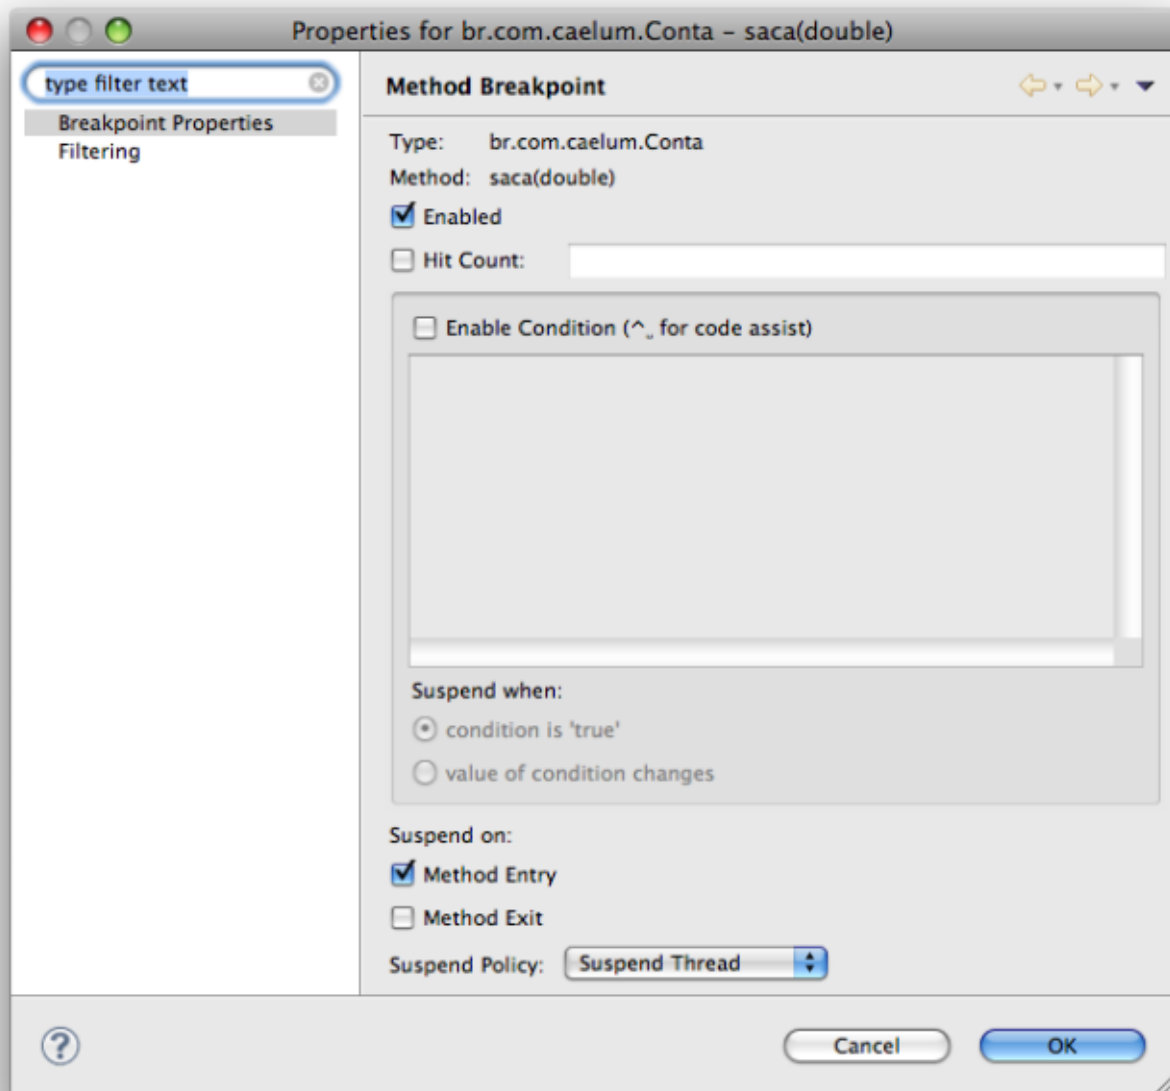 Properties for br.com.caelum.Conta – saca(double)
type filter text
Breakpoint Properties
Filtering
Method Breakpoint
Type: br.com.caelum.Conta
Method: saca(double)
Enabled
Hit Count:
Enable Condition (^␣ for code assist)
Suspend when:
condition is 'true'
value of condition changes
Suspend on:
Method Entry
Method Exit
Suspend Policy: Suspend Thread
?
Cancel OK